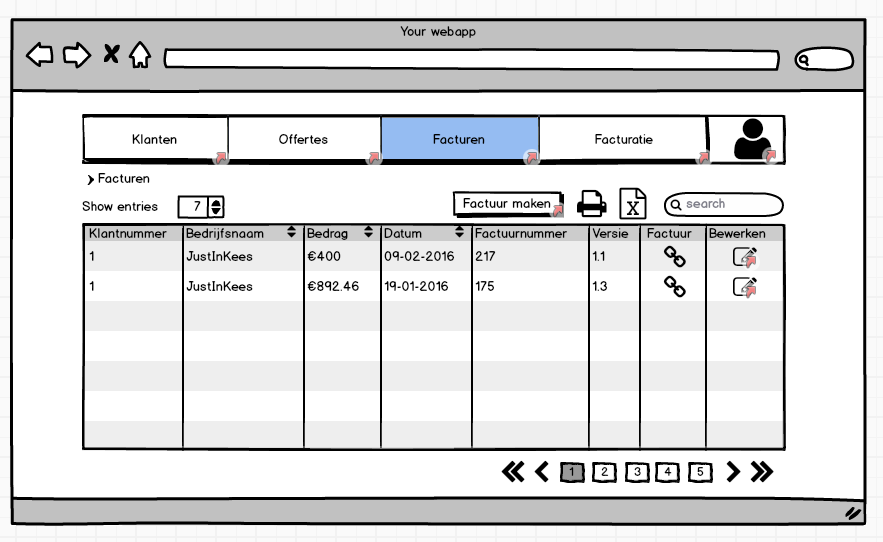 Your webapp
Klanten Offertes Facturen Facturatie
Facturen
Show entries 7 Factuur maken X search
Klantnummer Bedrijfsnaam Bedrag Datum Factuurnummer Versie Factuur Bewerken
1 JustInKees €400 09-02-2016 217 1.1
1 JustInKees €892.46 19-01-2016 175 1.3
1 2 3 4 5